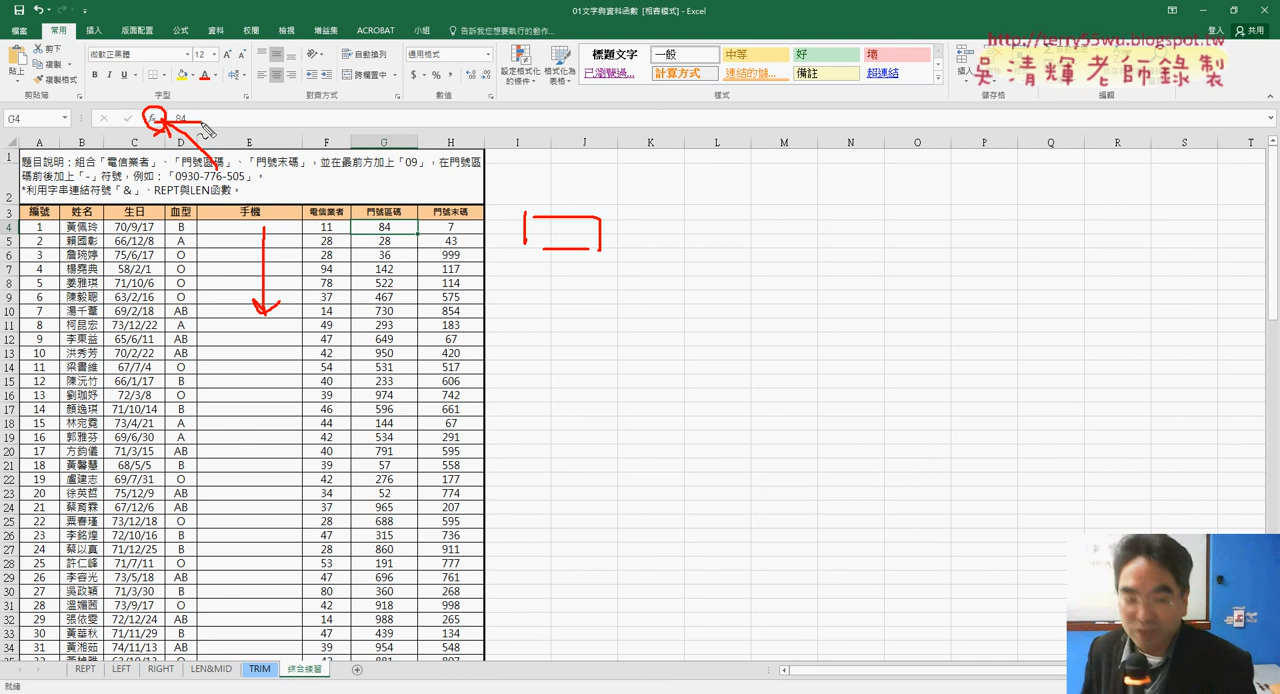 01文字與資料函數 [相容模式] - Excel
檔案 常用 插入 版面配置 公式 資料 校閱 檢視 增益集 ACROBAT 小姐 告訴我您想要執行的動作... 登入 共用
http://terry55wu.blogspot.tw
吳清輝老師錄製
貼上 剪下 複製 複製格式 微軟正黑體 12 B I U 自動換列 跨欄置中 通用格式 $ % 設定格式化的條件 格式化為表格 標題文字 一般 中等 好 壞 已瀏覽過... 計算方式 連結的儲... 備註 超連結 插入
剪貼簿 字型 對齊方式 數值 樣式 儲存格 編輯
G4 fx 84
A B C D E F G H I J K L M N O P Q R S T
題目說明：組合「電信業者」、「門號區碼」、「門號末碼」，並在最前方加上「09」，在門號區
碼前後加上「-」符號，例如：「0930-776-505」。
*利用字串連結符號「&」、REPT與LEN函數。
編號 姓名 生日 血型 手機 電信業者 門號區碼 門號末碼
1 黃佩玲 70/9/17 B 11 84 7
2 賴國彰 66/12/8 A 28 28 43
3 詹琬婷 75/6/17 O 28 36 999
4 楊堯典 58/2/1 O 94 142 117
5 姜雅琪 71/10/6 O 78 522 114
6 陳毅聰 63/2/16 O 37 467 575
7 湯千蕙 69/2/18 AB 14 730 854
8 柯昆宏 73/12/22 A 49 293 183
9 李東益 65/6/11 AB 47 649 67
10 洪秀芳 70/2/22 AB 42 950 420
11 梁書維 67/7/4 O 54 531 517
12 陳沅竹 66/1/17 B 40 233 606
13 劉珈妤 72/3/8 O 39 974 742
14 顏逸琪 71/10/14 B 46 596 661
15 林宛霓 73/4/21 A 44 144 67
16 郭雅芬 69/6/30 A 42 534 291
17 方鈞儀 71/3/15 AB 40 791 595
18 黃馨慧 68/5/5 B 39 57 558
19 盧建志 69/7/31 O 42 276 177
20 徐英哲 75/12/9 AB 34 52 774
21 蔡育霖 67/12/6 AB 37 965 207
22 粟春瑾 73/12/18 O 28 688 595
23 李銘煌 72/10/16 B 47 315 736
24 蔡以真 71/12/25 B 28 860 911
25 許仁峰 71/7/11 O 53 191 777
26 李容光 73/5/18 AB 47 696 761
27 吳政穎 71/3/30 B 80 360 268
28 溫媚茜 73/9/17 O 42 918 998
29 張依雯 72/12/24 AB 14 988 265
30 黃華秋 71/11/29 B 47 439 134
31 黃湘茹 74/11/13 AB 39 954 548
REPT LEFT RIGHT LEN&MID TRIM 綜合練習
就緒